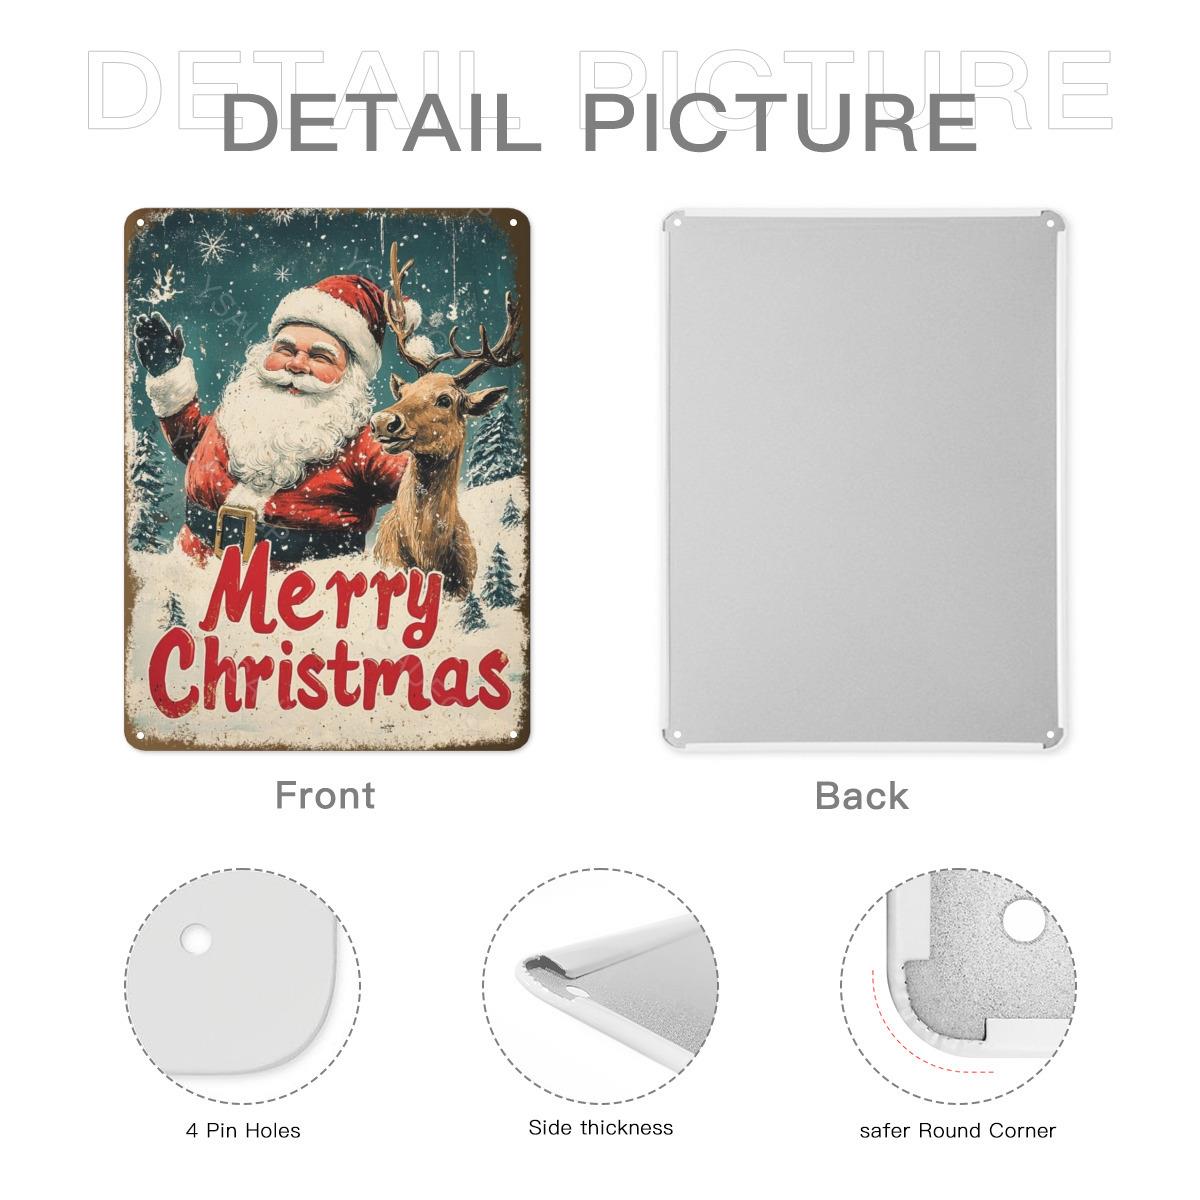 DETAIL PICTURE
DETAIL PICTURE
Merry
Christmas
Front
Back
4 Pin Holes
Side thickness
safer Round Corner